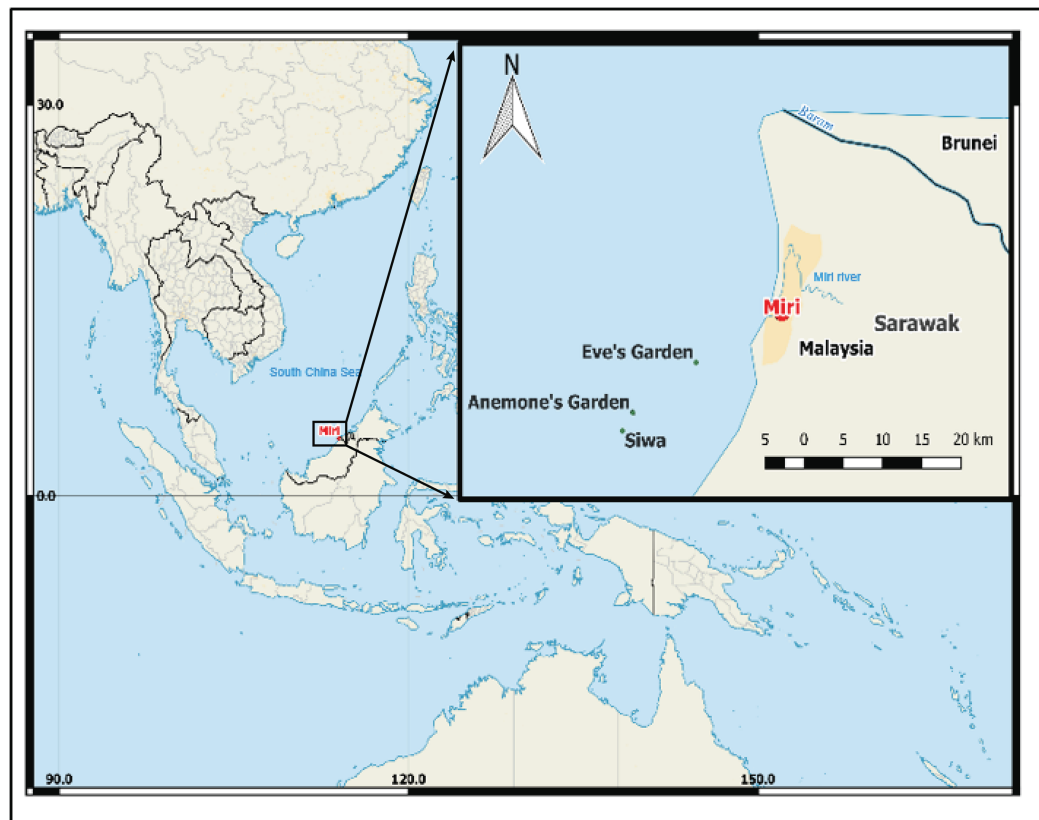 30.0
0.0
90.0
120.0
150.0
South China Sea
Miri
N
Baram
Brunei
Miri river
Miri
Sarawak
Malaysia
Eve's Garden
Anemone's Garden
Siwa
5 0 5 10 15 20 km